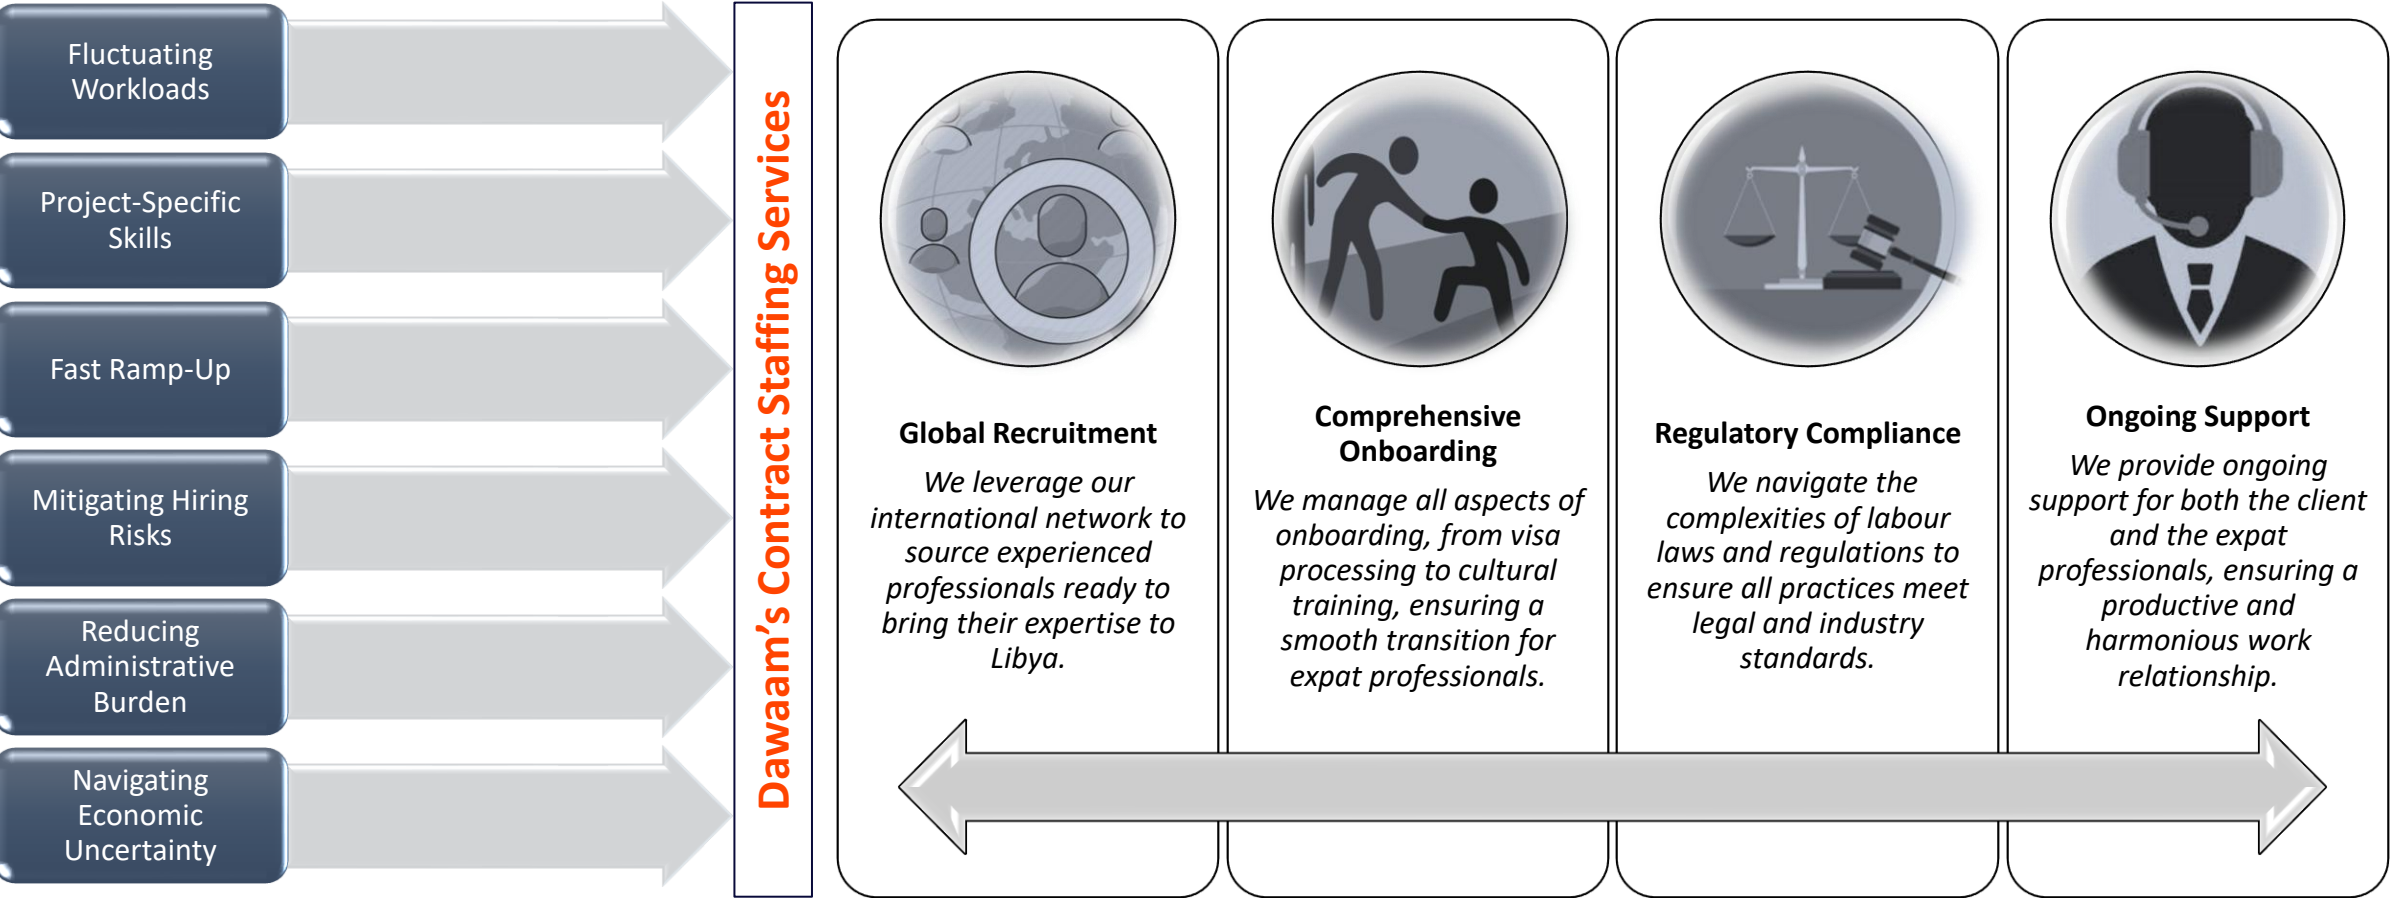 Fluctuating
Workloads
Project-Specific
Skills
Fast Ramp-Up
Mitigating Hiring
Risks
Reducing
Administrative
Burden
Navigating
Economic
Uncertainty
Dawaam’s Contract Staffing Services
Global Recruitment
We leverage our
international network to
source experienced
professionals ready to
bring their expertise to
Libya.
Comprehensive
Onboarding
We manage all aspects of
onboarding, from visa
processing to cultural
training, ensuring a
smooth transition for
expat professionals.
Regulatory Compliance
We navigate the
complexities of labour
laws and regulations to
ensure all practices meet
legal and industry
standards.
Ongoing Support
We provide ongoing
support for both the client
and the expat
professionals, ensuring a
productive and
harmonious work
relationship.